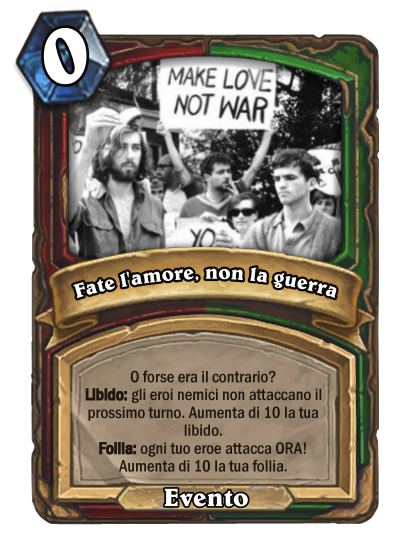 0
MAKE LOVE
NOT WAR
YO
Fate l'amore, non la guerra
O forse era il contrario?
Libido: gli eroi nemici non attaccano il
prossimo turno. Aumenta di 10 la tua
libido.
Follia: ogni tuo eroe attacca ORA!
Aumenta di 10 la tua follia.
Evento